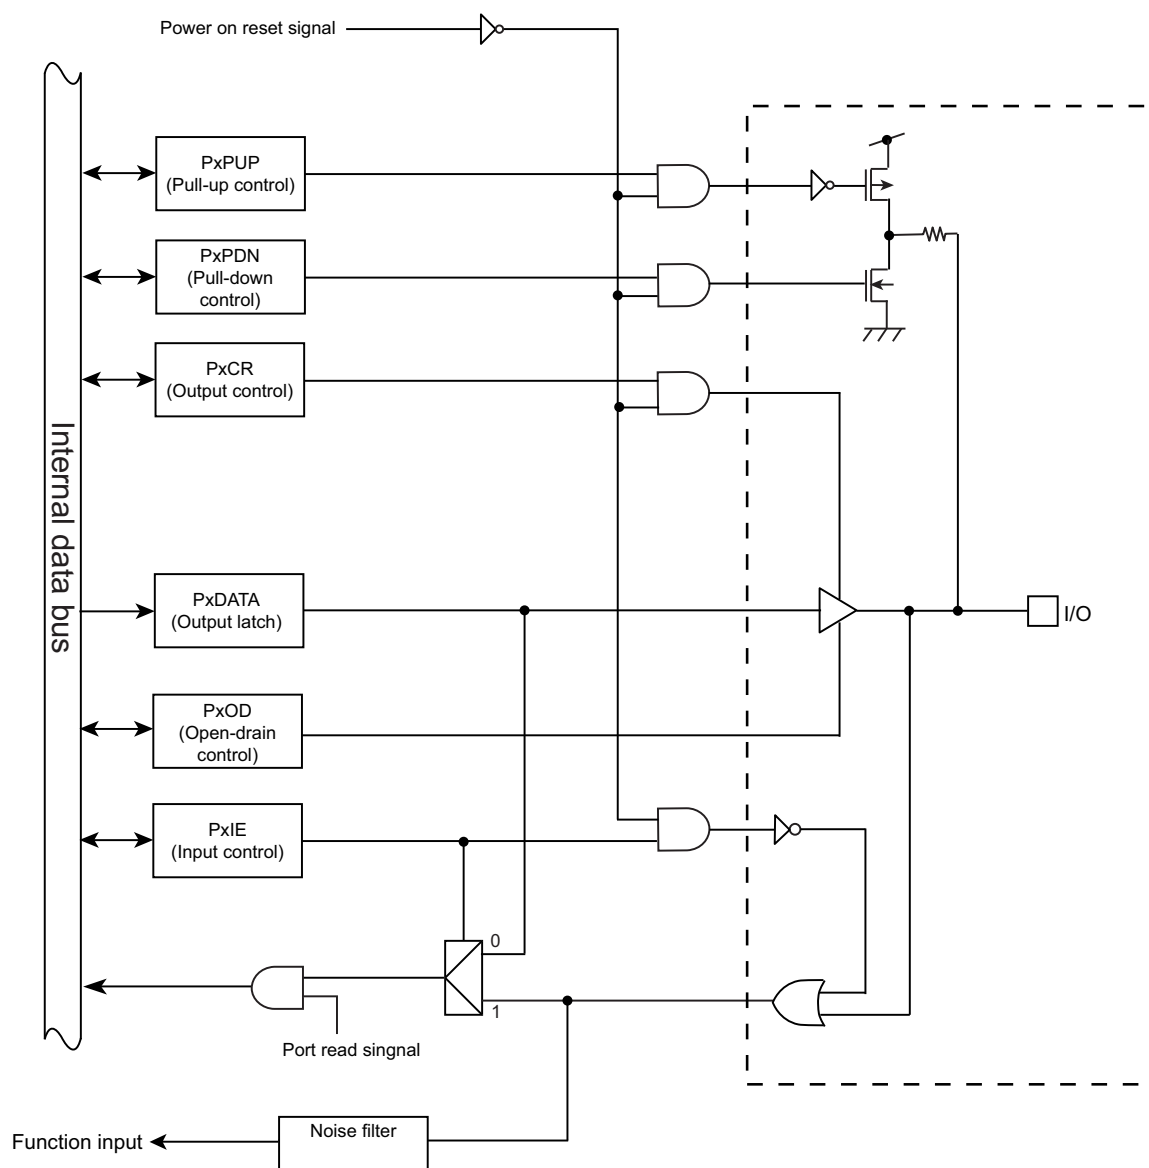 Power on reset signal
PxPUP
(Pull-up control)
PxPDN
(Pull-down
control)
PxCR
(Output control)
Internal data bus
PxDATA
(Output latch)
I/O
PxOD
(Open-drain
control)
PxIE
(Input control)
0
1
Port read singnal
Noise filter
Function input